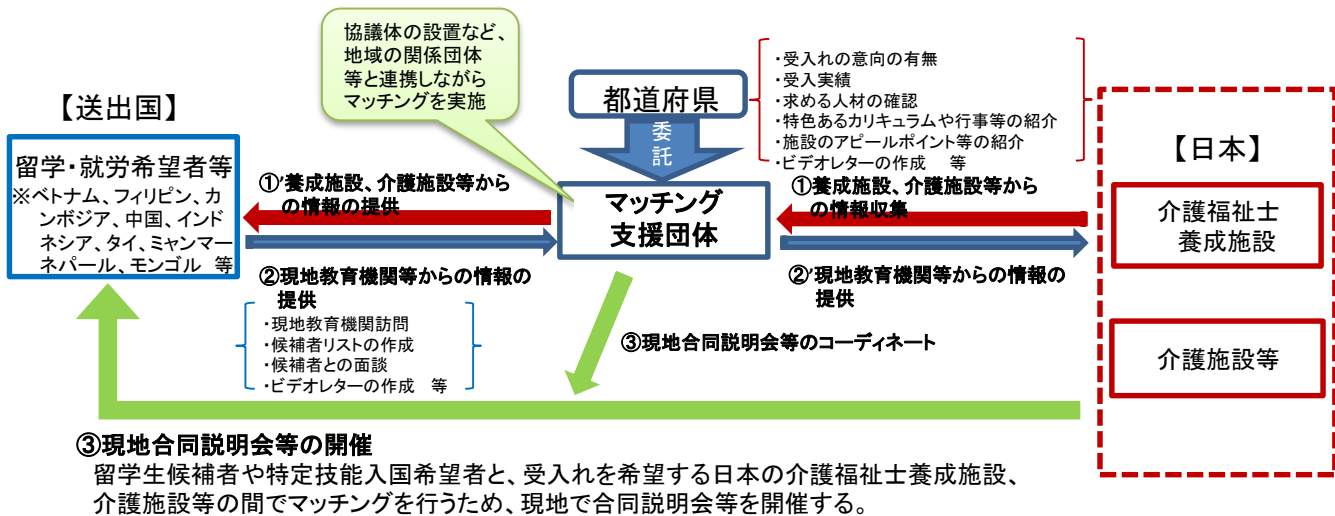 協議体の設置など、
地域の関係団体
等と連携しながら
マッチングを実施
都道府県
委
託
・受入れの意向の有無
・受入実績
・求める人材の確認
・特色あるカリキュラムや行事等の紹介
・施設のアピールポイント等の紹介
・ビデオレターの作成　等
【送出国】
留学・就労希望者等
※ベトナム、フィリピン、カ
ンボジア、中国、インド
ネシア、タイ、ミャンマー
ネパール、モンゴル 等
①’養成施設、介護施設等から
の情報の提供
マッチング
支援団体
①養成施設、介護施設等から
の情報収集
【日本】
介護福祉士
養成施設
②現地教育機関等からの情報の
提供
・現地教育機関訪問
・候補者リストの作成
・候補者との面談
・ビデオレターの作成　等
②’現地教育機関等からの情報の
提供
③現地合同説明会等のコーディネート
介護施設等
③現地合同説明会等の開催
留学生候補者や特定技能入国希望者と、受入れを希望する日本の介護福祉士養成施設、
介護施設等の間でマッチングを行うため、現地で合同説明会等を開催する。